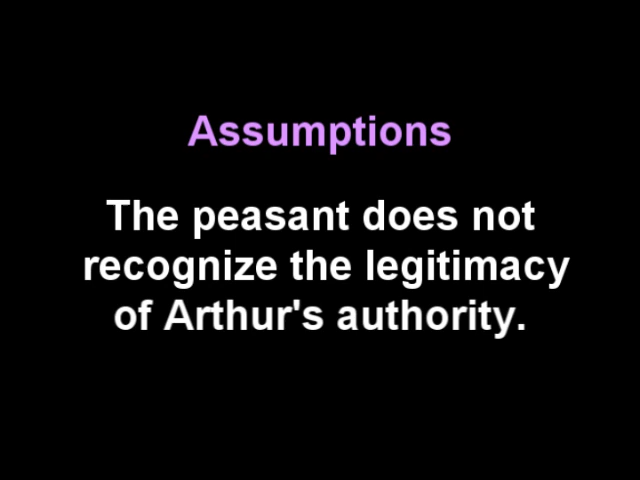 Assumptions
The peasant does not
recognize the legitimacy
of Arthur's authority.